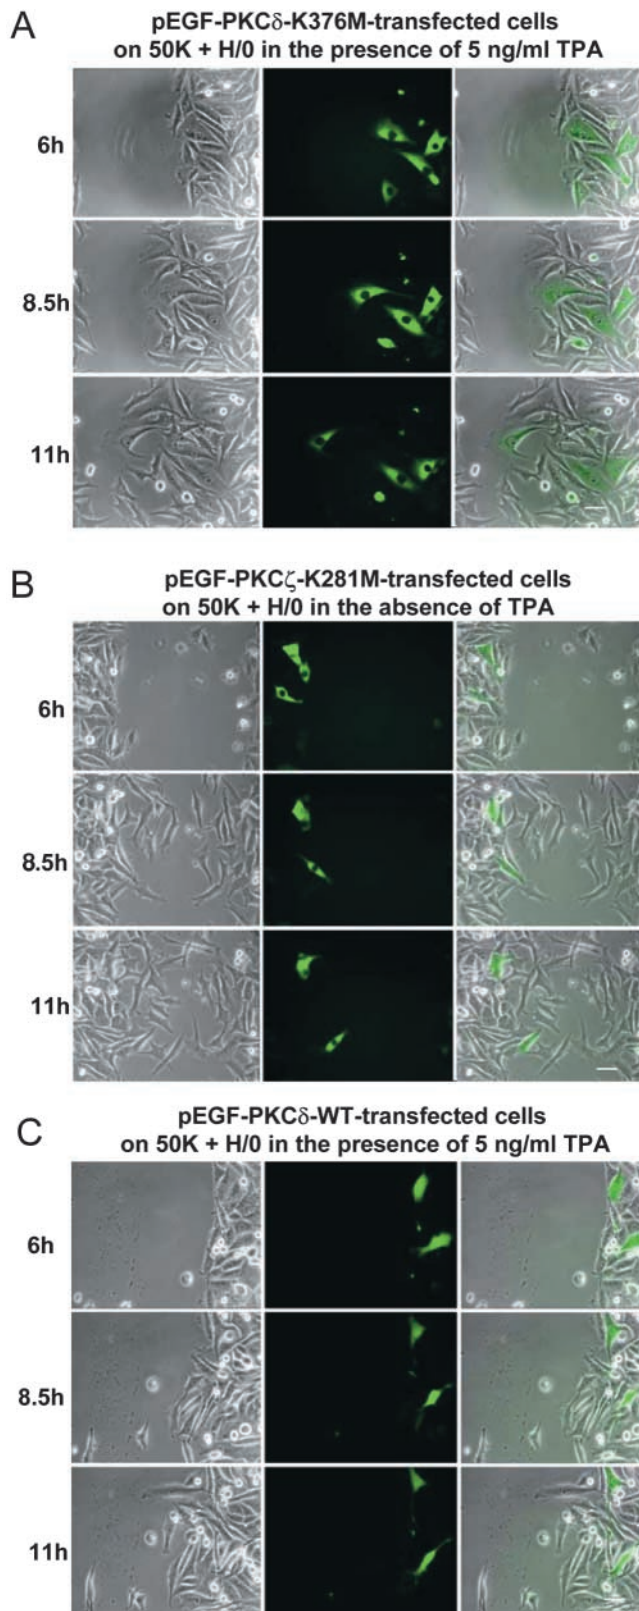 A
pEGF-PKCδ-K376M-transfected cells
on 50K + H/0 in the presence of 5 ng/ml TPA
6h
8.5h
11h
B
pEGF-PKCζ-K281M-transfected cells
on 50K + H/0 in the absence of TPA
6h
8.5h
11h
C
pEGF-PKCδ-WT-transfected cells
on 50K + H/0 in the presence of 5 ng/ml TPA
6h
8.5h
11h